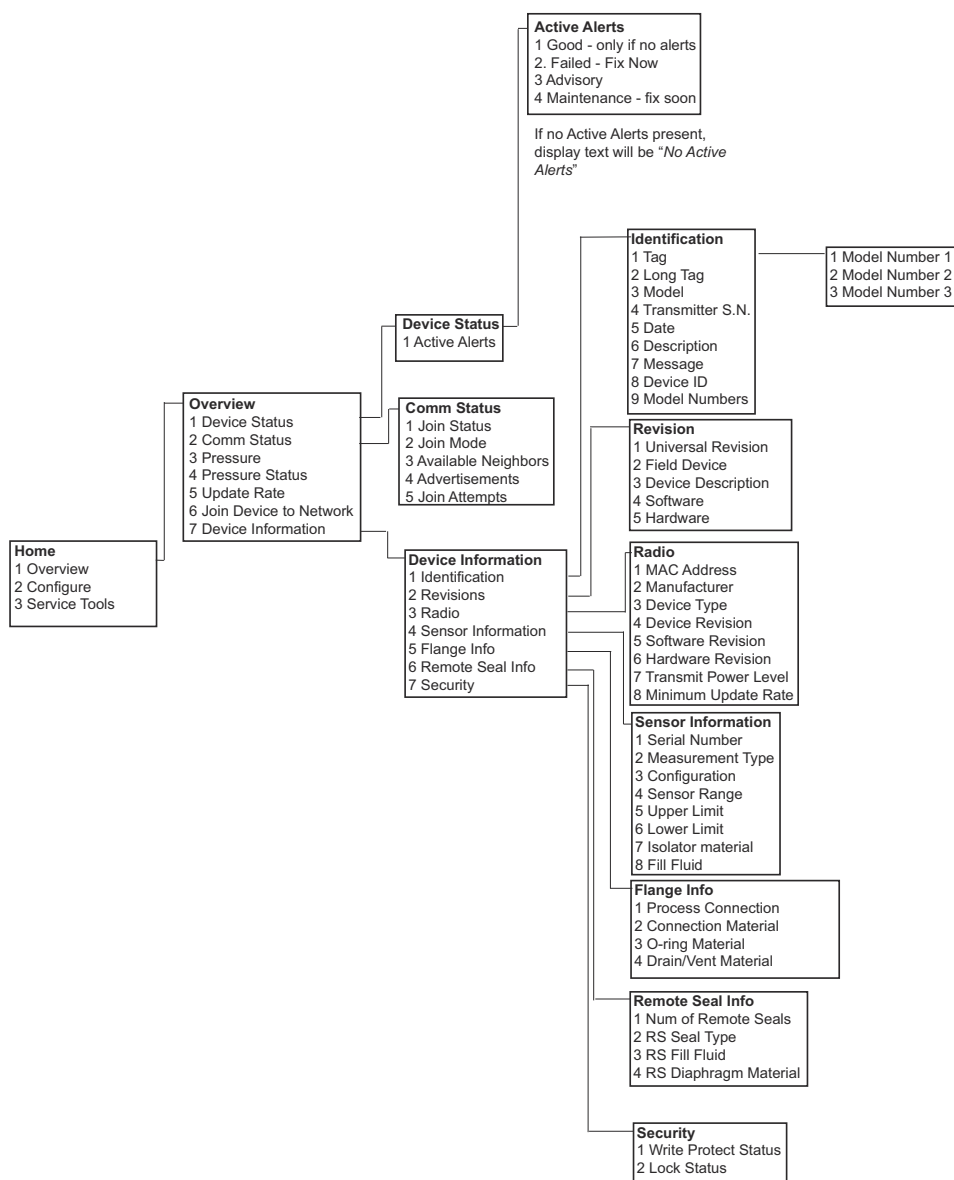 Active Alerts
1 Good - only if no alerts
2. Failed - Fix Now
3 Advisory
4 Maintenance - fix soon
If no Active Alerts present,
display text will be “No Active
Alerts”
Identification
1 Tag
2 Long Tag
3 Model
4 Transmitter S.N.
5 Date
6 Description
7 Message
8 Device ID
9 Model Numbers
1 Model Number 1
2 Model Number 2
3 Model Number 3
Device Status
1 Active Alerts
Overview
1 Device Status
2 Comm Status
3 Pressure
4 Pressure Status
5 Update Rate
6 Join Device to Network
7 Device Information
Comm Status
1 Join Status
2 Join Mode
3 Available Neighbors
4 Advertisements
5 Join Attempts
Revision
1 Universal Revision
2 Field Device
3 Device Description
4 Software
5 Hardware
Home
1 Overview
2 Configure
3 Service Tools
Device Information
1 Identification
2 Revisions
3 Radio
4 Sensor Information
5 Flange Info
6 Remote Seal Info
7 Security
Radio
1 MAC Address
2 Manufacturer
3 Device Type
4 Device Revision
5 Software Revision
6 Hardware Revision
7 Transmit Power Level
8 Minimum Update Rate
Sensor Information
1 Serial Number
2 Measurement Type
3 Configuration
4 Sensor Range
5 Upper Limit
6 Lower Limit
7 Isolator material
8 Fill Fluid
Flange Info
1 Process Connection
2 Connection Material
3 O-ring Material
4 Drain/Vent Material
Remote Seal Info
1 Num of Remote Seals
2 RS Seal Type
3 RS Fill Fluid
4 RS Diaphragm Material
Security
1 Write Protect Status
2 Lock Status